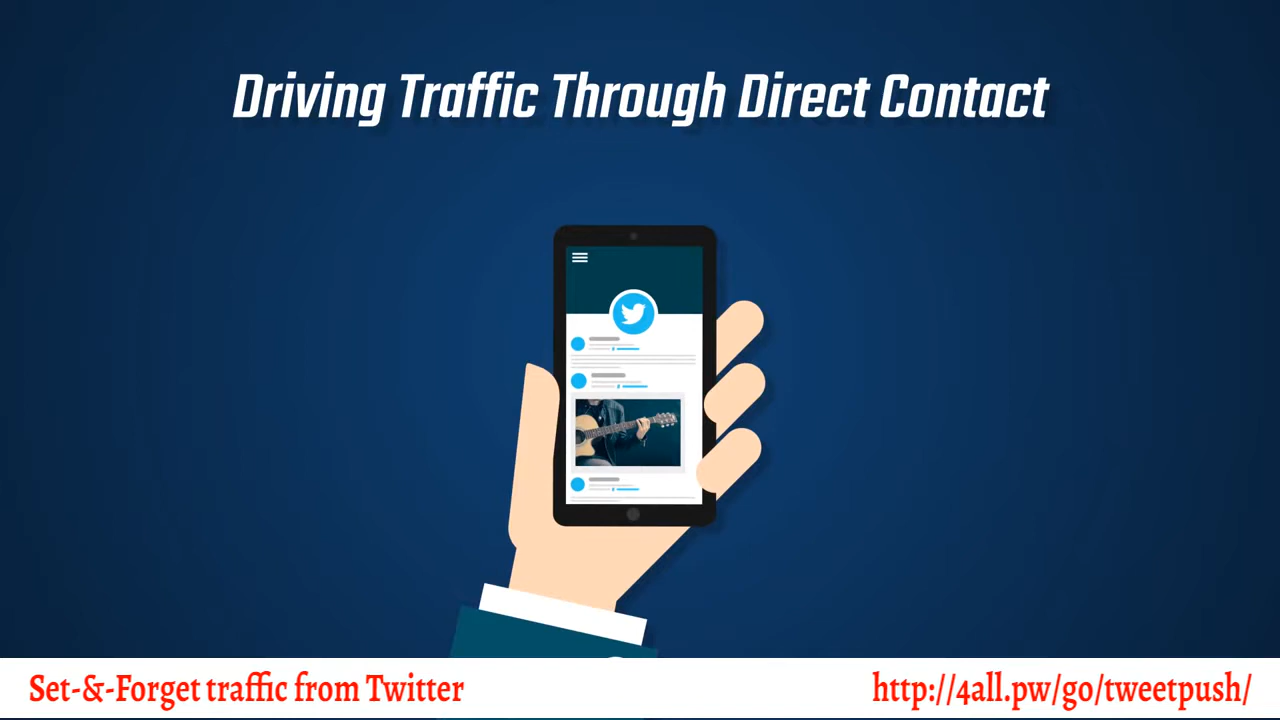 Driving Traffic Through Direct Contact
Set-&-Forget traffic from Twitter
http://4all.pw/go/tweetpush/